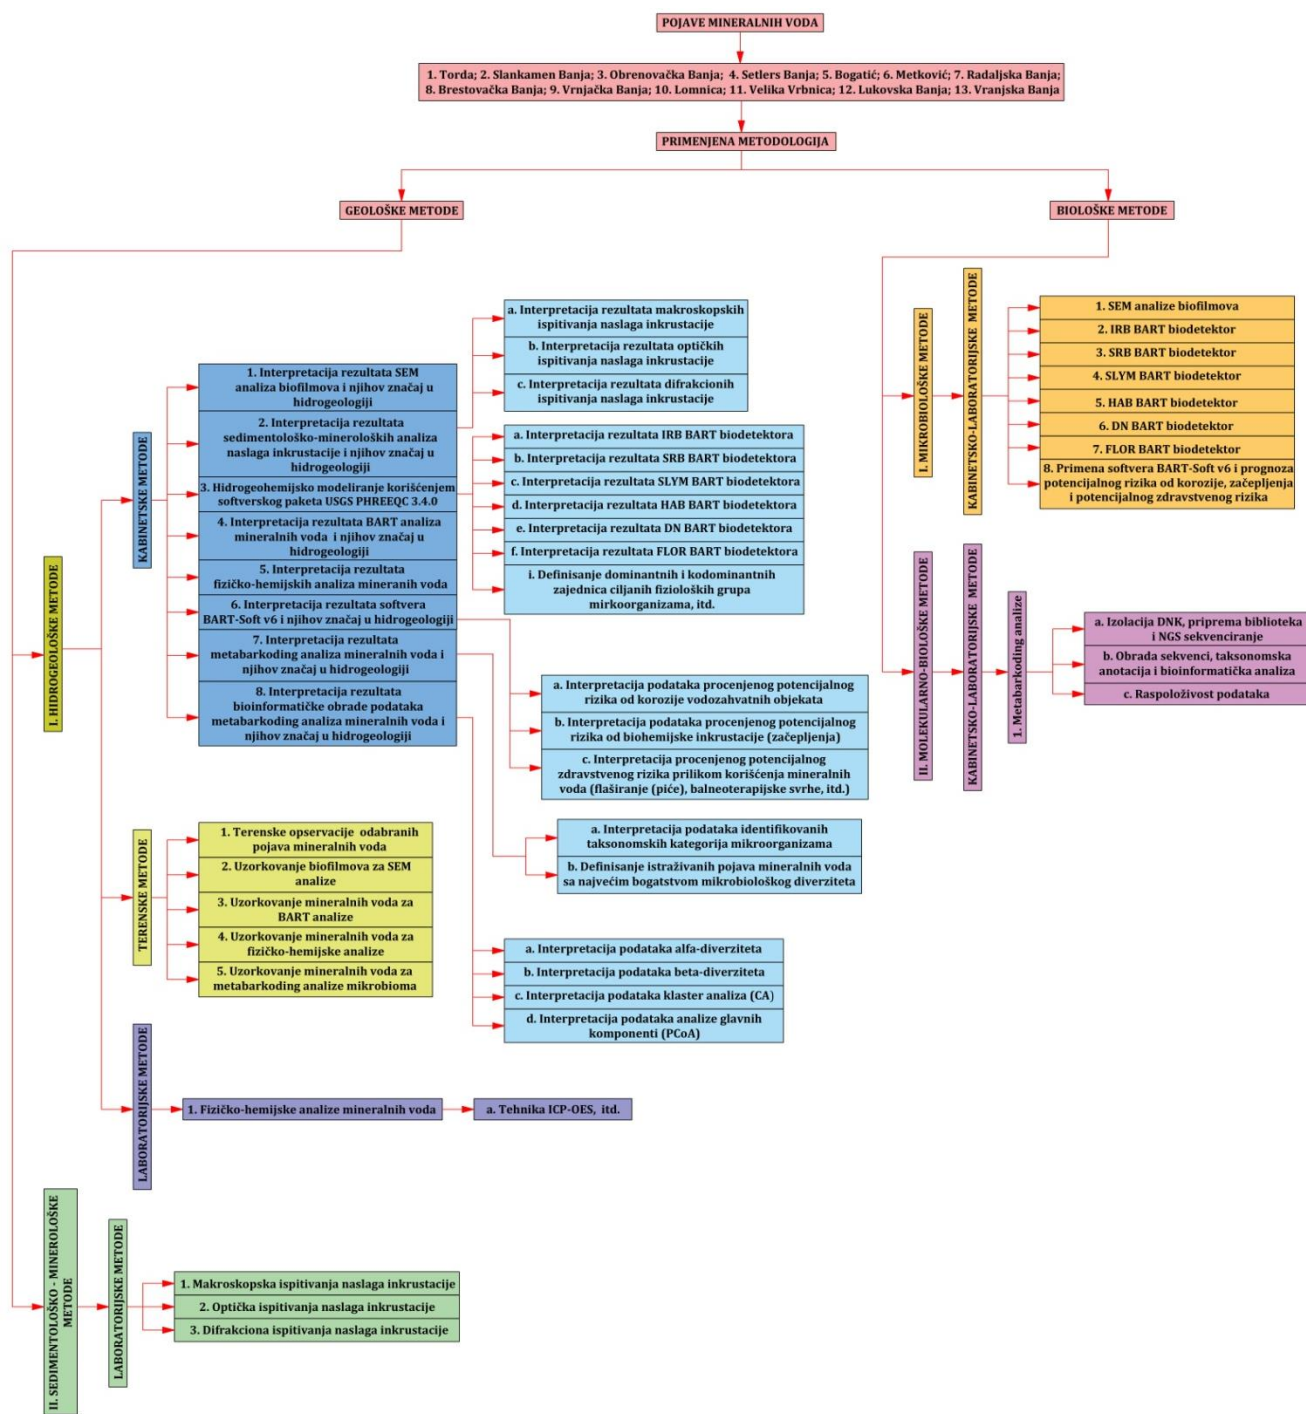 POJAVE MINERALNIH VODA
1. Torda; 2. Slankamen Banja; 3. Obrenovačka Banja; 4. Setlers Banja; 5. Bogatić; 6. Metković; 7. Radaljska Banja;
8. Brestovačka Banja; 9. Vrnjačka Banja; 10. Lomnica; 11. Velika Vrbnica; 12. Lukovska Banja; 13. Vranjska Banja
PRIMENJENA METODOLOGIJA
GEOLOŠKE METODE
I. HIDROGEOLOŠKE METODE
KABINETSKE METODE
1. Interpretacija rezultata SEM
analiza biofilmova i njihov značaj u
hidrogeologiji
2. Interpretacija rezultata
sedimentološko-mineroloških analiza
naslaga inkrustacije i njihov značaj u
hidrogeologiji
3. Hidrogeohemijsko modeliranje korišćenjem
softverskog paketa USGS PHREEQC 3.4.0
4. Interpretacija rezultata BART analiza
mineralnih voda i njihov značaj u
hidrogeologiji
5. Interpretacija rezultata
fizičko-hemijskih analiza mineranih voda
6. Interpretacija rezultata softvera
BART-Soft v6 i njihov značaj u hidrogeologiji
7. Interpretacija rezultata
metabarkoding analiza mineralnih voda i
njihov značaj u hidrogeologiji
8. Interpretacija rezultata
bioinformatičke obrade podataka
metabarkoding analiza mineralnih voda i
njihov značaj u hidrogeologiji
a. Interpretacija rezultata makroskopskih
ispitivanja naslaga inkrustacije
b. Interpretacija rezultata optičkih
ispitivanja naslaga inkrustacije
c. Interpretacija rezultata difrakcionih
ispitivanja naslaga inkrustacije
a. Interpretacija rezultata IRB BART biodetektora
b. Interpretacija rezultata SRB BART biodetektora
c. Interpretacija rezultata SLYM BART biodetektora
d. Interpretacija rezultata HAB BART biodetektora
e. Interpretacija rezultata DN BART biodetektora
f. Interpretacija rezultata FLOR BART biodetektora
i. Definisanje dominantnih i kodominantnih
zajednica ciljanih fizioloških grupa
mirkoorganizama, itd.
a. Interpretacija podataka procenjenog potencijalnog
rizika od korozije vodozahvatnih objekata
b. Interpretacija podataka procenjenog potencijalnog
rizika od biohemijske inkrustacije (začepljenja)
c. Interpretacija procenjenog potencijalnog
zdravstvenog rizika prilikom korišćenja mineralnih
voda (flaširanje (piće), balneoterapijske svrhe, itd.)
a. Interpretacija podataka identifikovanih
taksonomskih kategorija mikroorganizama
b. Definisanje istraživanih pojava mineralnih voda
sa najvećim bogatstvom mikrobiološkog diverziteta
a. Interpretacija podataka alfa-diverziteta
b. Interpretacija podataka beta-diverziteta
c. Interpretacija podataka klaster analiza (CA)
d. Interpretacija podataka analize glavnih
komponenti (PCoA)
TERENSKE METODE
1. Terenske opservacije odabranih
pojava mineralnih voda
2. Uzorkovanje biofilmova za SEM
analize
3. Uzorkovanje mineralnih voda za
BART analize
4. Uzorkovanje mineralnih voda za
fizičko-hemijske analize
5. Uzorkovanje mineralnih voda za
metabarkoding analize mikrobioma
LABORATORIJSKE METODE
1. Fizičko-hemijske analize mineralnih voda
a. Tehnika ICP-OES, itd.
II. SEDIMENTOLOŠKO - MINEROLOŠKE
METODE
LABORATORIJSKE METODE
1. Makroskopska ispitivanja naslaga inkrustacije
2. Optička ispitivanja naslaga inkrustacije
3. Difrakciona ispitivanja naslaga inkrustacije
BIOLOŠKE METODE
I. MIKROBIOLOŠKE METODE
KABINETSKO-LABORATORIJSKE METODE
1. SEM analize biofilmova
2. IRB BART biodetektor
3. SRB BART biodetektor
4. SLYM BART biodetektor
5. HAB BART biodetektor
6. DN BART biodetektor
7. FLOR BART biodetektor
8. Primena softvera BART-Soft v6 i prognoza
potencijalnog rizika od korozije, začepljenja
i potencijalnog zdravstvenog rizika
II. MOLEKULARNO-BIOLOŠKE METODE
KABINETSKO-LABORATORIJSKE METODE
1. Metabarkoding analize
a. Izolacija DNK, priprema biblioteka
i NGS sekvenciranje
b. Obrada sekvenci, taksonomska
anotacija i bioinformatička analiza
c. Raspoloživost podataka